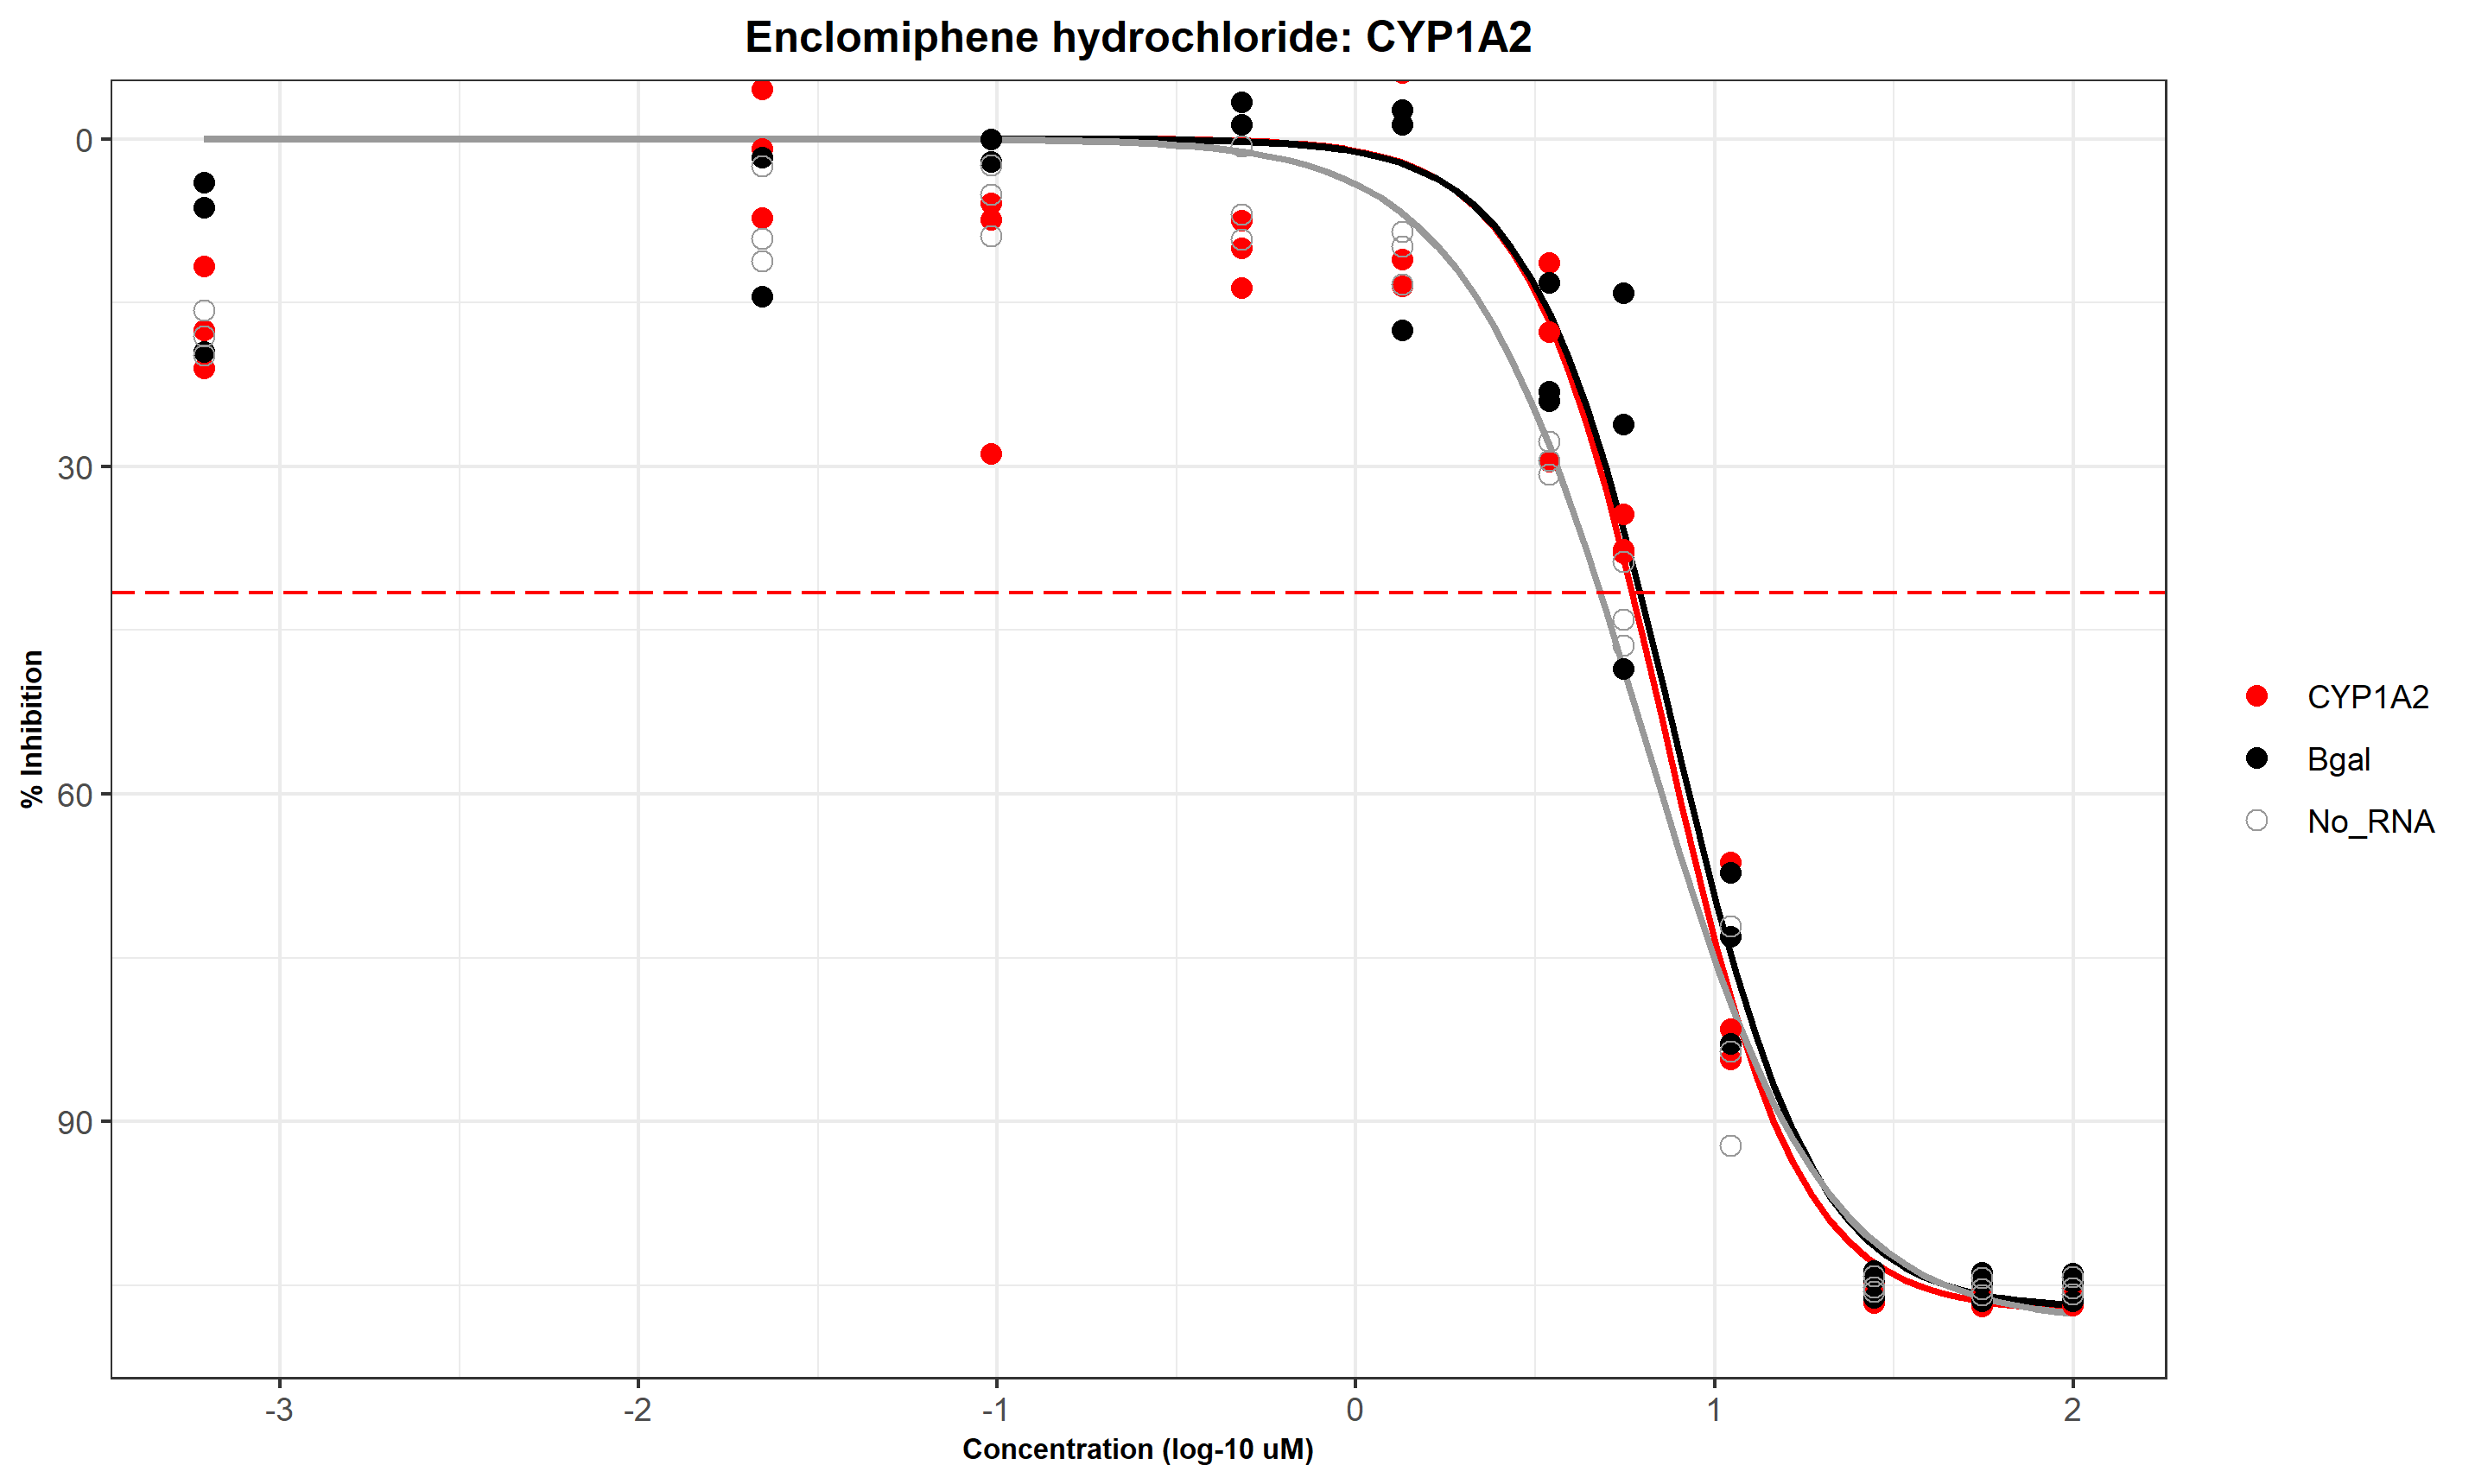 Enclomiphene hydrochloride: CYP1A2
0
30
60
90
% Inhibition
-3
-2
-1
0
1
2
Concentration (log-10 uM)
CYP1A2
Bgal
No_RNA